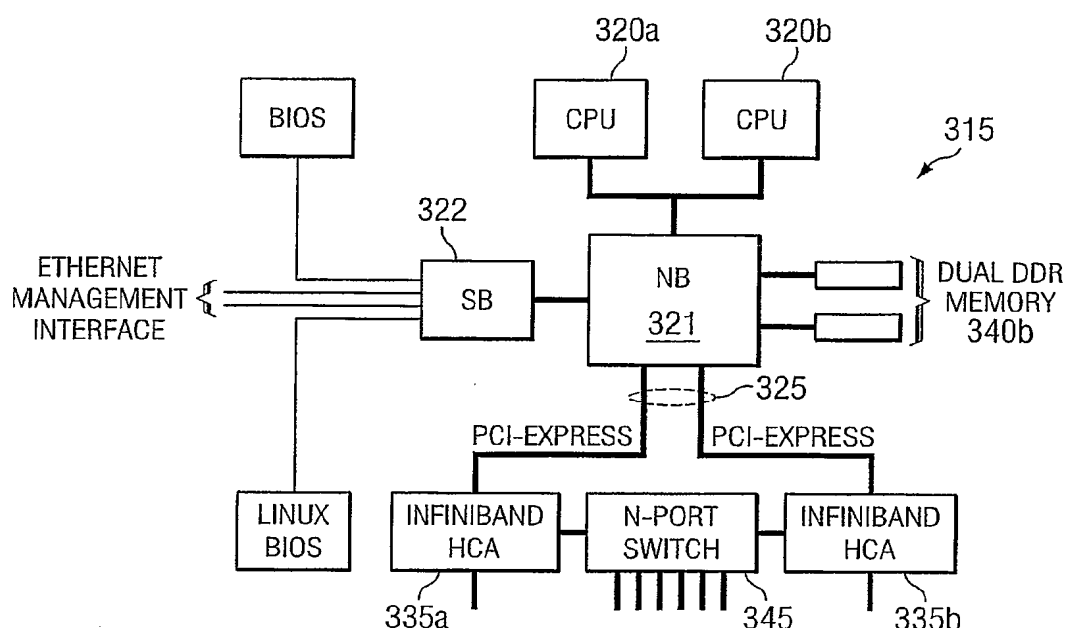 320a
320b
BIOS
CPU
CPU
315
322
ETHERNET
MANAGEMENT
INTERFACE
SB
NB
321
DUAL DDR
MEMORY
340b
325
PCI-EXPRESS
PCI-EXPRESS
LINUX
BIOS
INFINIBAND
HCA
N-PORT
SWITCH
INFINIBAND
HCA
335a
345
335b